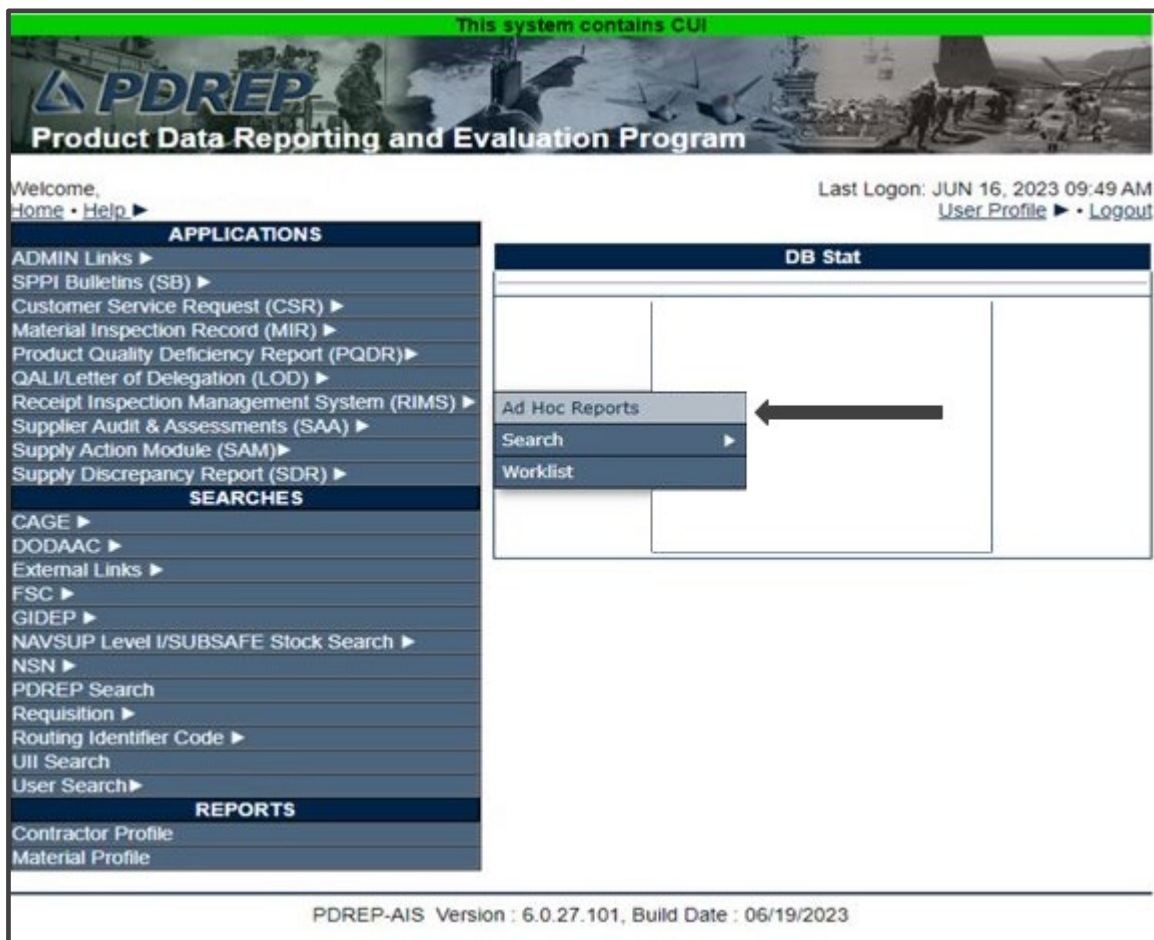 This system contains CUI
PDREP
Product Data Reporting and Evaluation Program
Welcome,
Home • Help ►
Last Logon: JUN 16, 2023 09:49 AM
User Profile ► • Logout
APPLICATIONS
ADMIN Links ►
SPPI Bulletins (SB) ►
Customer Service Request (CSR) ►
Material Inspection Record (MIR) ►
Product Quality Deficiency Report (PQDR)►
QALI/Letter of Delegation (LOD) ►
Receipt Inspection Management System (RIMS) ►
Supplier Audit & Assessments (SAA) ►
Supply Action Module (SAM)►
Supply Discrepancy Report (SDR) ►
SEARCHES
CAGE ►
DODAAC ►
External Links ►
FSC ►
GIDEP ►
NAVSUP Level I/SUBSAFE Stock Search ►
NSN ►
PDREP Search
Requisition ►
Routing Identifier Code ►
UII Search
User Search►
REPORTS
Contractor Profile
Material Profile
DB Stat
Ad Hoc Reports
Search ►
Worklist
PDREP-AIS Version : 6.0.27.101, Build Date : 06/19/2023